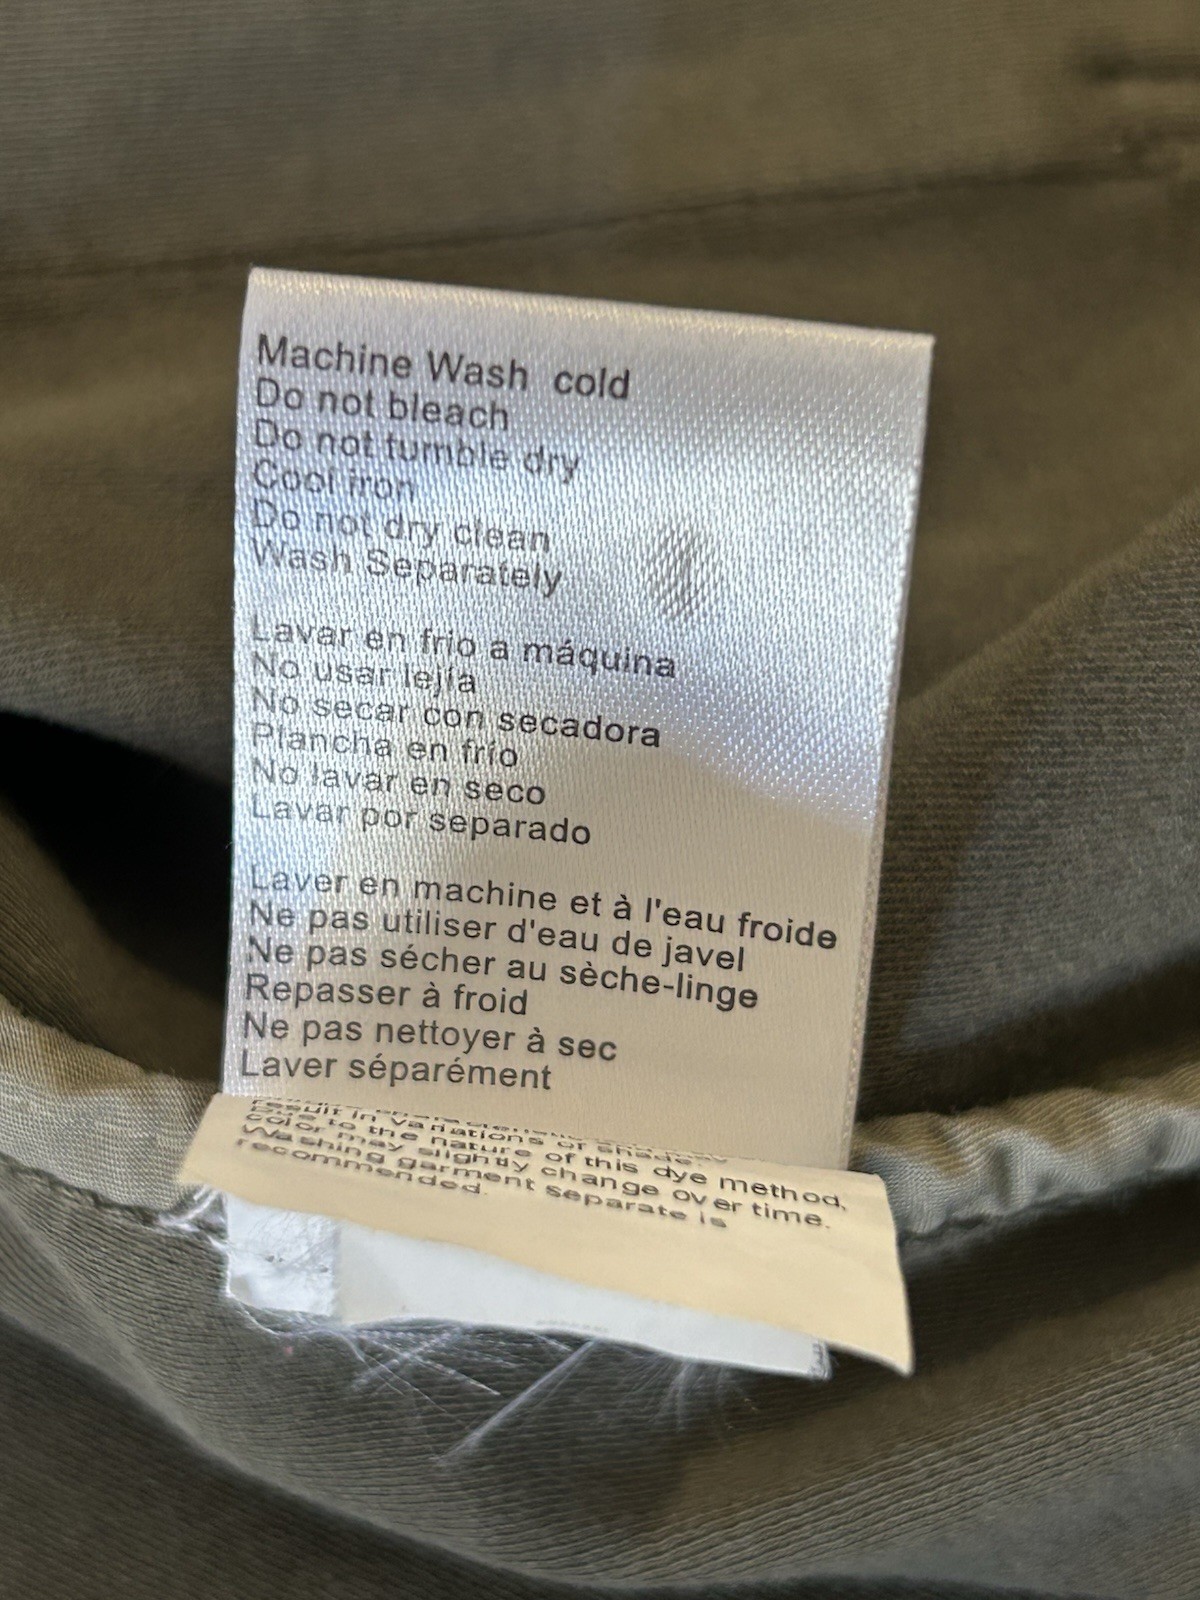 Machine Wash cold
Do not bleach
Do not tumble dry
Cool iron
Do not dry clean
Wash Separately
Lavar en frío a máquina
No usar lejía
No secar con secadora
Plancha en frío
No lavar en seco
Lavar por separado
Laver en machine et à l'eau froide
Ne pas utiliser d'eau de javel
Ne pas sécher au sèche-linge
Repasser à froid
Ne pas nettoyer à sec
Laver séparément
result in variations of shade.
Due to the nature of this dye method,
color may slightly change over time.
Washing garment separate is
recommended.